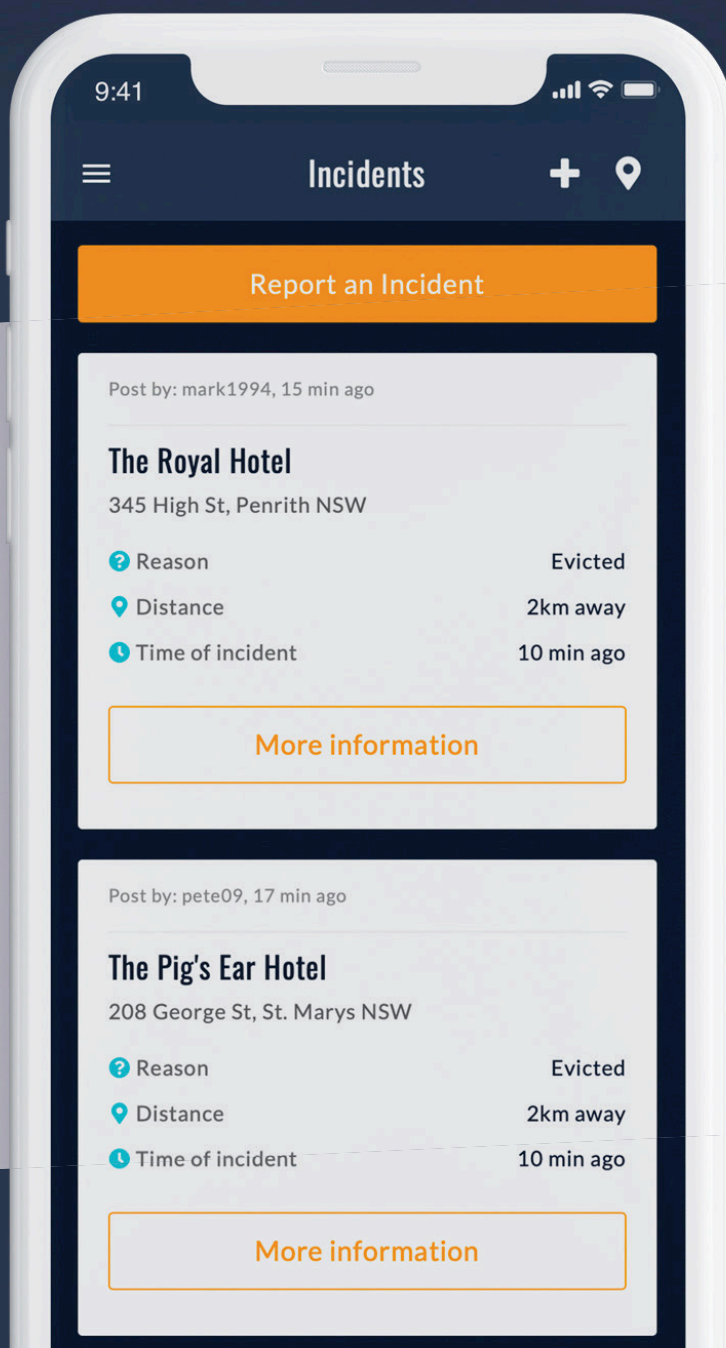 9:41
Incidents
Report an Incident
Post by: mark1994, 15 min ago
The Royal Hotel
345 High St, Penrith NSW
Reason Evicted
Distance 2km away
Time of incident 10 min ago
More information
Post by: pete09, 17 min ago
The Pig's Ear Hotel
208 George St, St. Marys NSW
Reason Evicted
Distance 2km away
Time of incident 10 min ago
More information